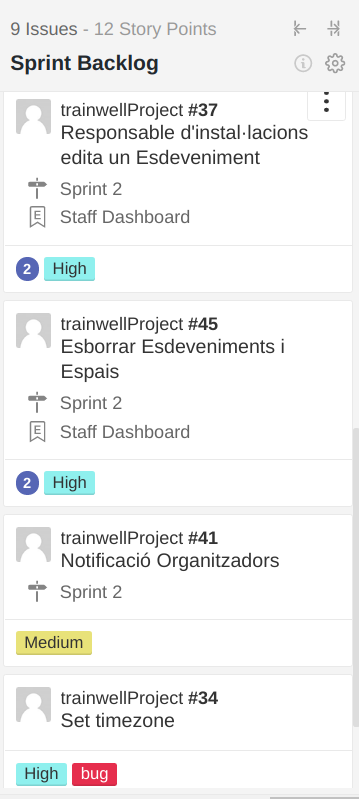 9 Issues - 12 Story Points
Sprint Backlog
trainwellProject #37
Responsable d'instal·lacions
edita un Esdeveniment
Sprint 2
E
Staff Dashboard
2 High
trainwellProject #45
Esborrar Esdeveniments i
Espais
Sprint 2
E
Staff Dashboard
2 High
trainwellProject #41
Notificació Organitzadors
Sprint 2
Medium
trainwellProject #34
Set timezone
High bug